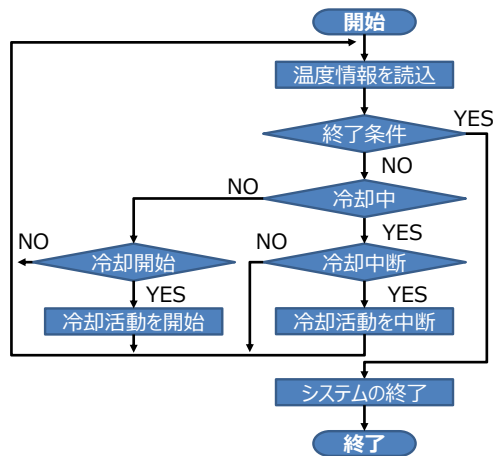 開始
温度情報を読込
終了条件
YES
NO
NO
冷却中
YES
NO
冷却開始
NO
冷却中断
YES
YES
冷却活動を開始
冷却活動を中断
システムの終了
終了